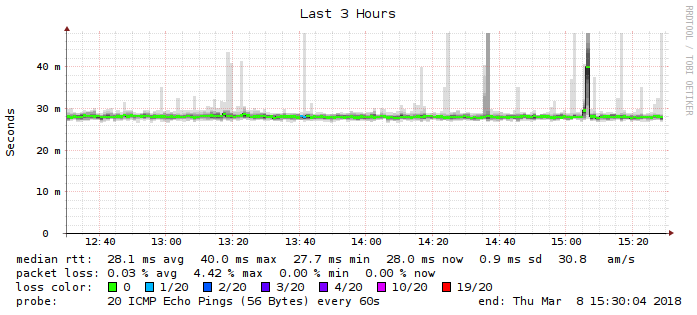 Last 3 Hours
RRDTOOL / TOBI OETIKER
Seconds
40 m
30 m
20 m
10 m
0
12:40 13:00 13:20 13:40 14:00 14:20 14:40 15:00 15:20
median rtt: 28.1 ms avg 40.0 ms max 27.7 ms min 28.0 ms now 0.9 ms sd 30.8 am/s
packet loss: 0.03 % avg 4.42 % max 0.00 % min 0.00 % now
loss color: 0 1/20 2/20 3/20 4/20 10/20 19/20
probe: 20 ICMP Echo Pings (56 Bytes) every 60s end: Thu Mar 8 15:30:04 2018